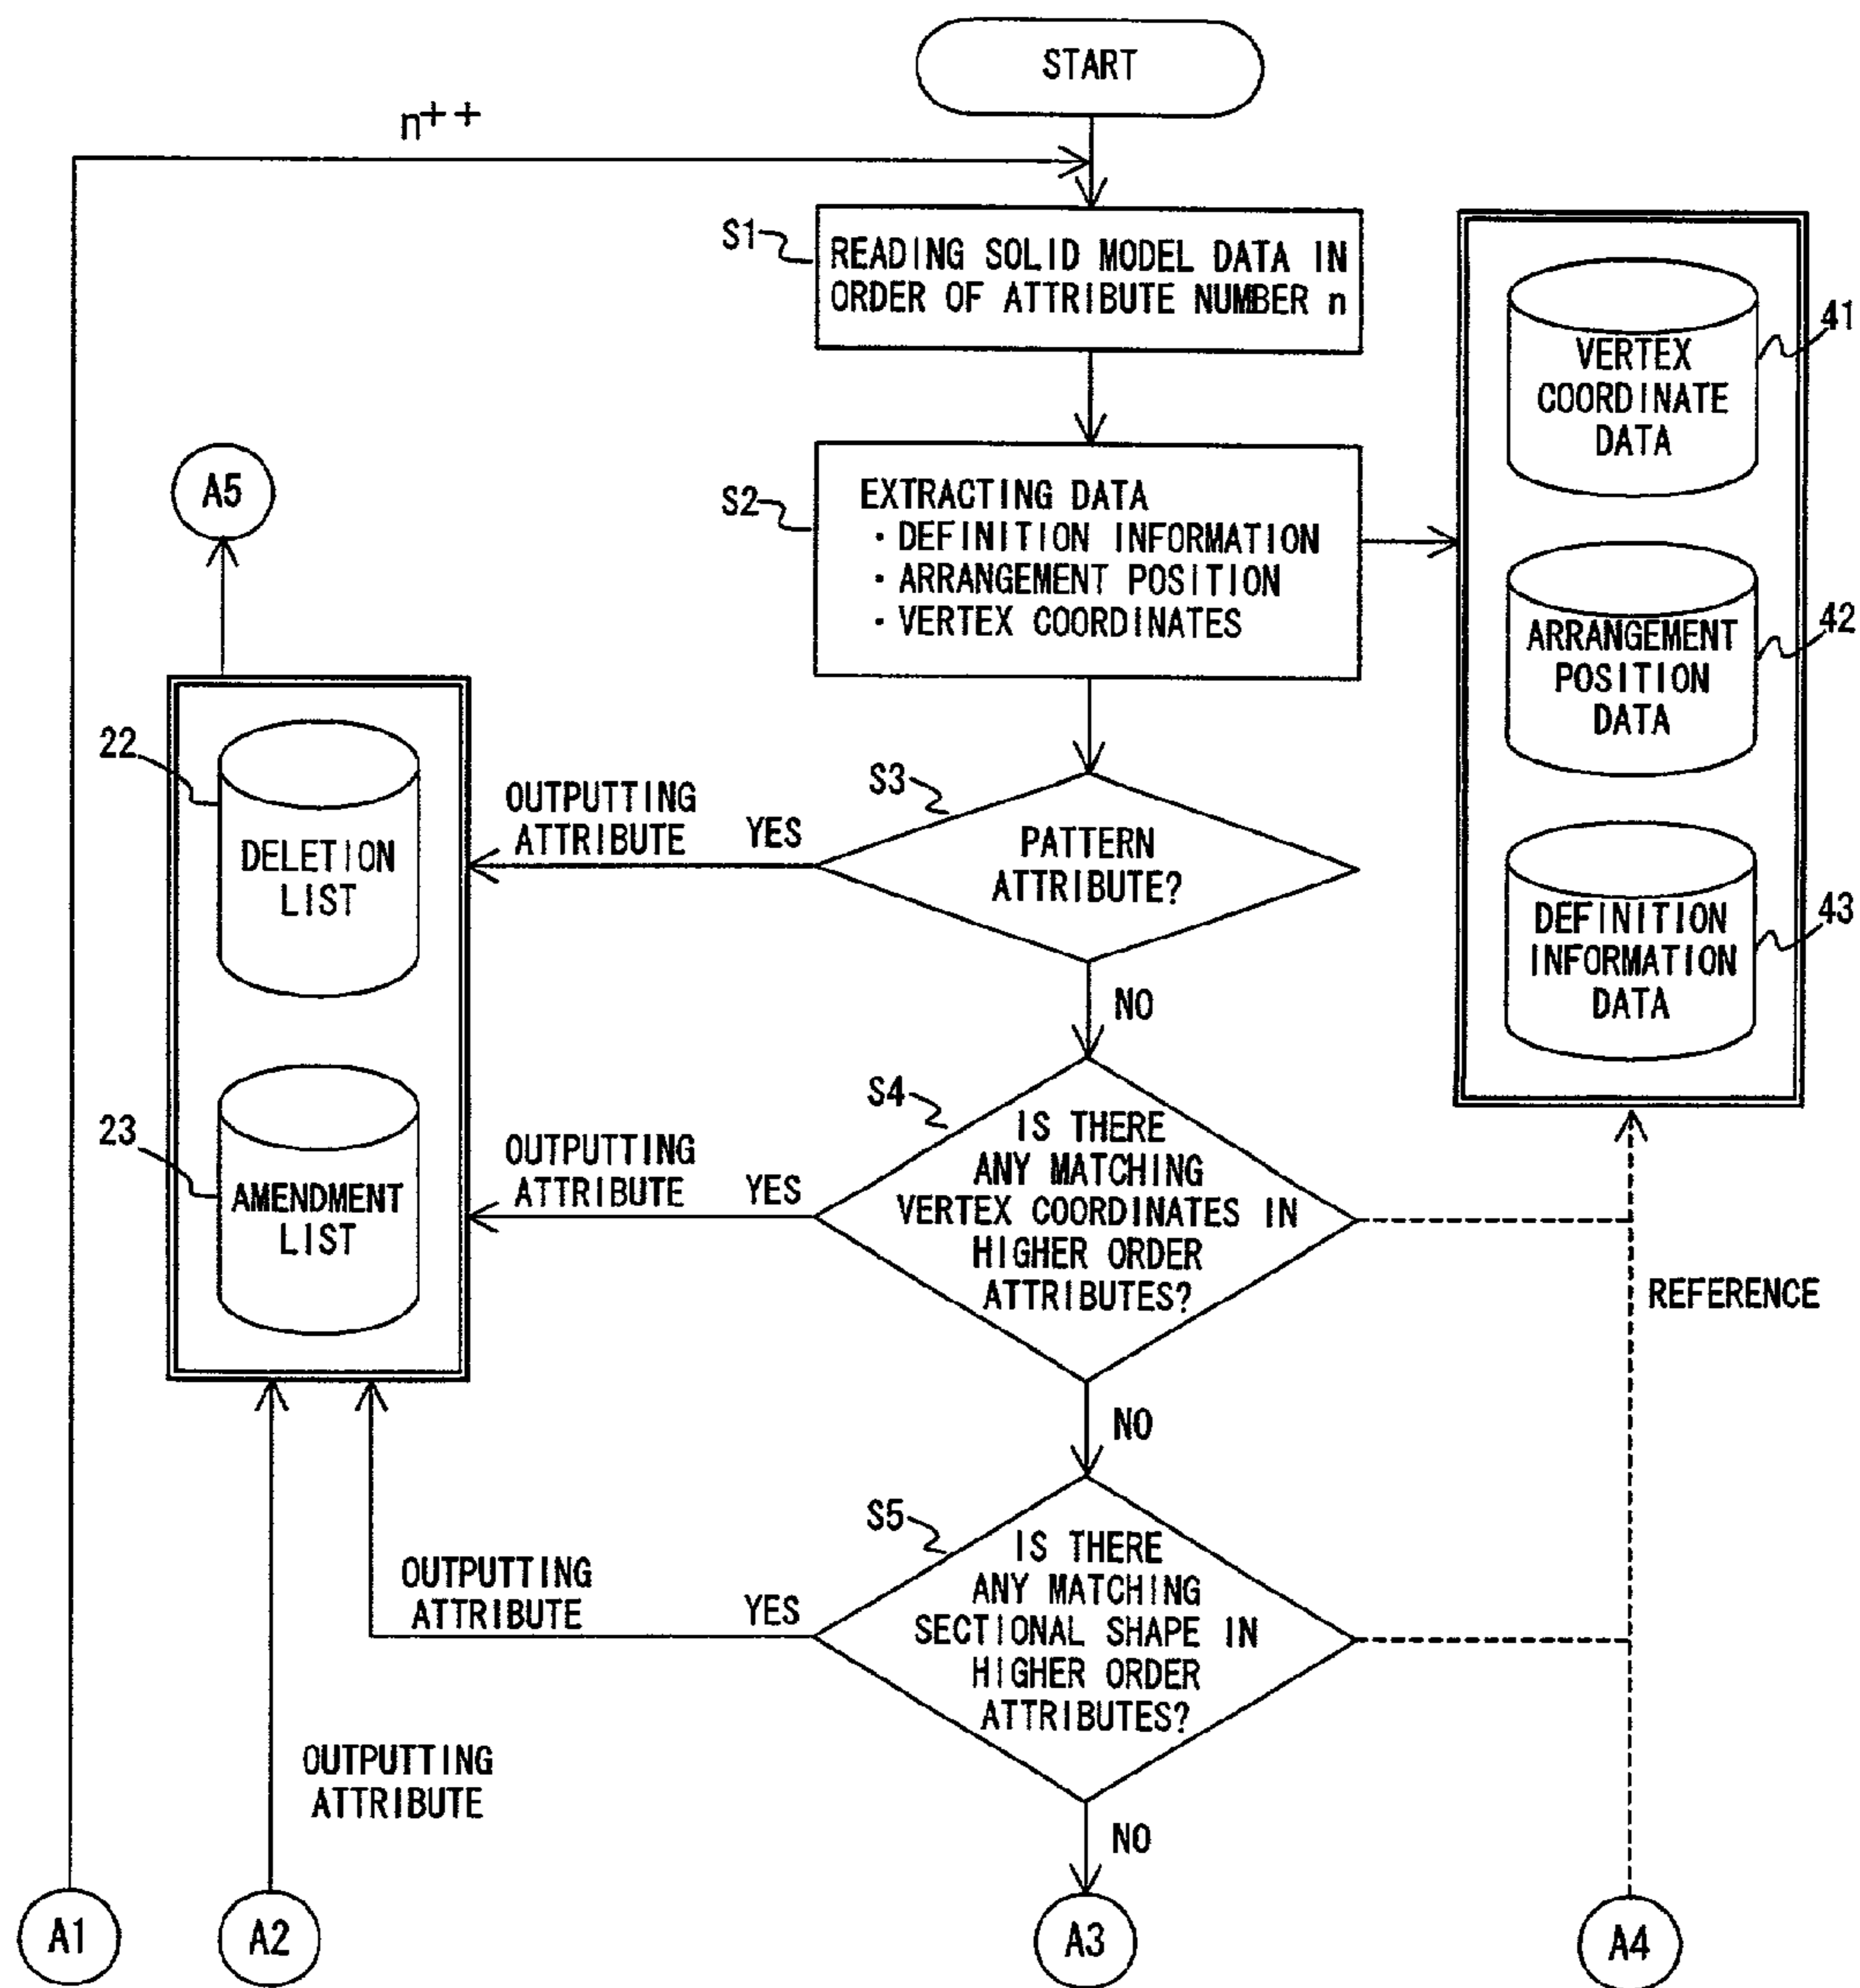 START
n++
S1
READING SOLID MODEL DATA IN
ORDER OF ATTRIBUTE NUMBER n
41
VERTEX
COORDINATE
DATA
A5
S2
EXTRACTING DATA
· DEFINITION INFORMATION
· ARRANGEMENT POSITION
· VERTEX COORDINATES
42
ARRANGEMENT
POSITION
DATA
22
DELETION
LIST
OUTPUTTING
ATTRIBUTE
YES
S3
PATTERN
ATTRIBUTE?
43
DEFINITION
INFORMATION
DATA
NO
23
AMENDMENT
LIST
OUTPUTTING
ATTRIBUTE
YES
S4
IS THERE
ANY MATCHING
VERTEX COORDINATES IN
HIGHER ORDER
ATTRIBUTES?
REFERENCE
NO
OUTPUTTING
ATTRIBUTE
YES
S5
IS THERE
ANY MATCHING
SECTIONAL SHAPE IN
HIGHER ORDER
ATTRIBUTES?
OUTPUTTING
ATTRIBUTE
NO
A1
A2
A3
A4